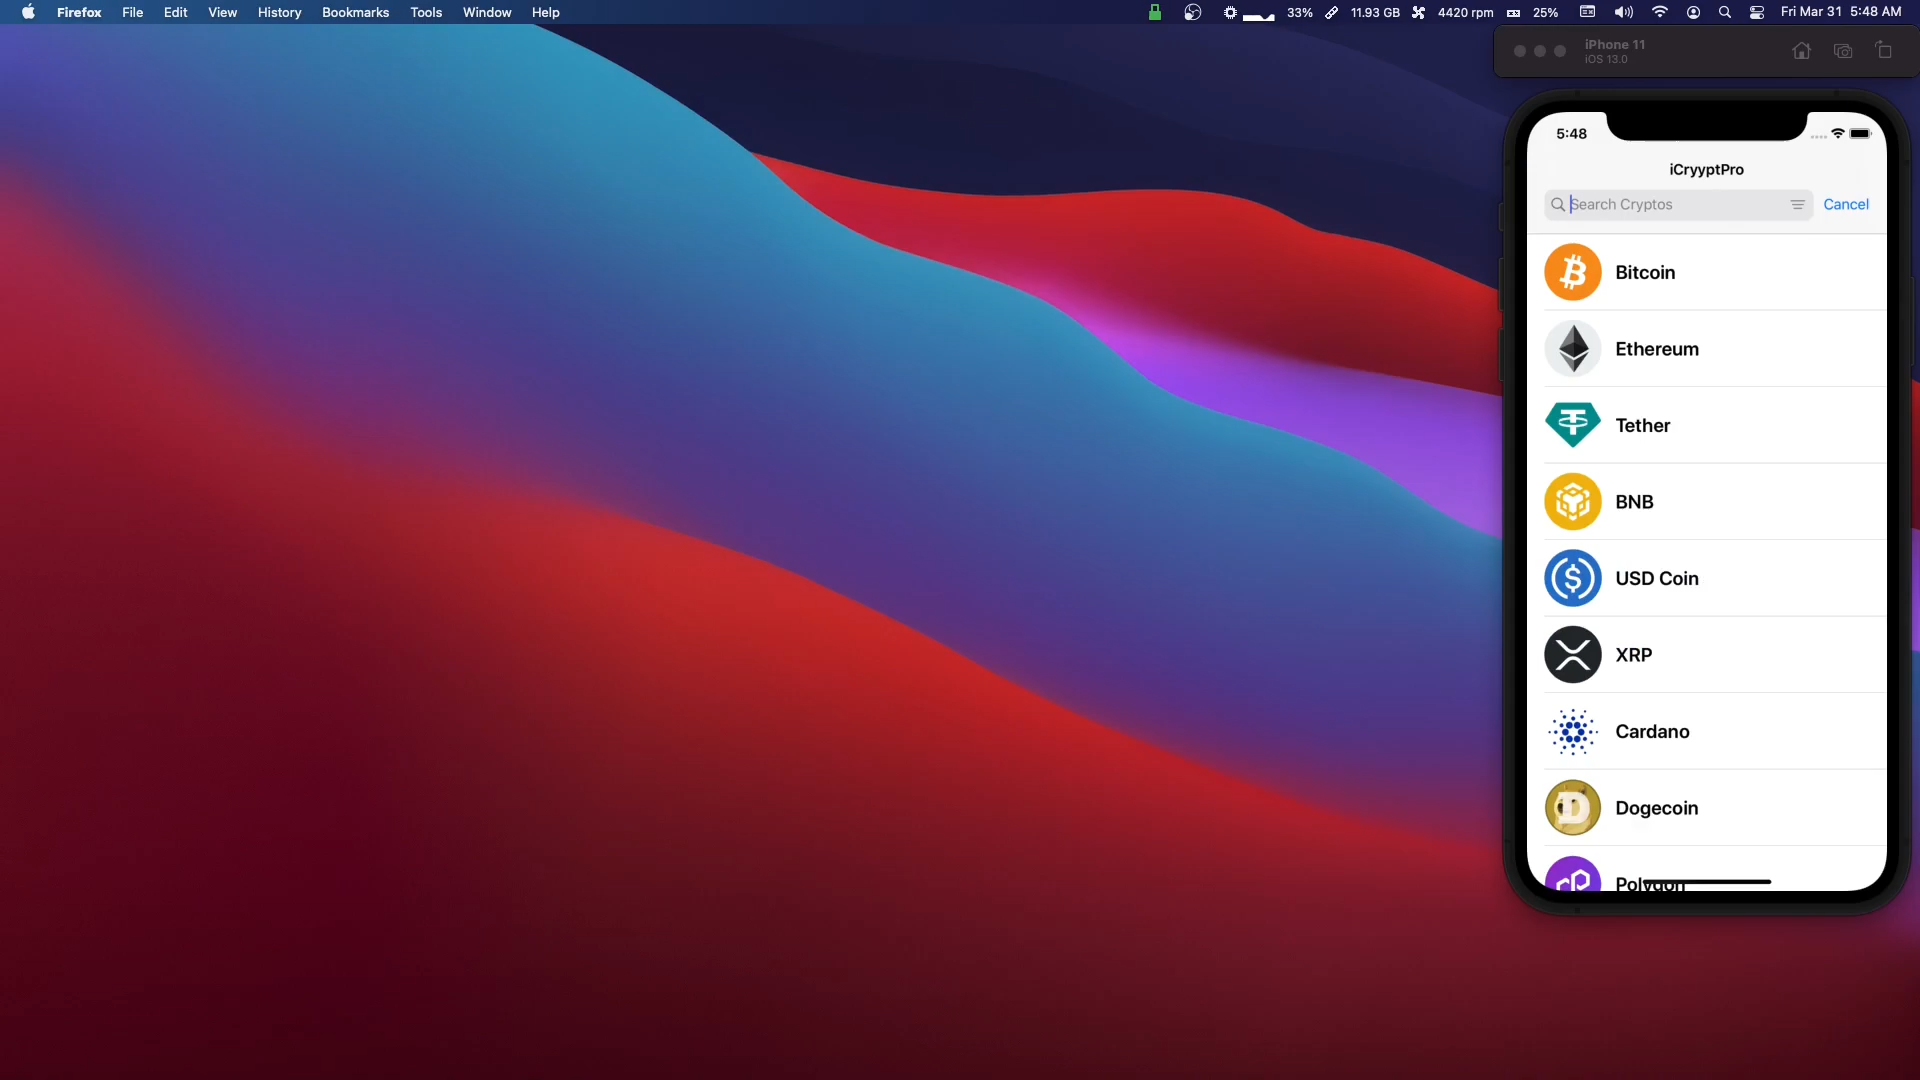 Firefox File Edit View History Bookmarks Tools Window Help 33% 11.93 GB 4420 rpm 25% Fri Mar 31 5:48 AM
iPhone 11
iOS 13.0
5:48
iCryyptPro
Search Cryptos Cancel
Bitcoin
Ethereum
Tether
BNB
USD Coin
XRP
Cardano
Dogecoin
Polygon